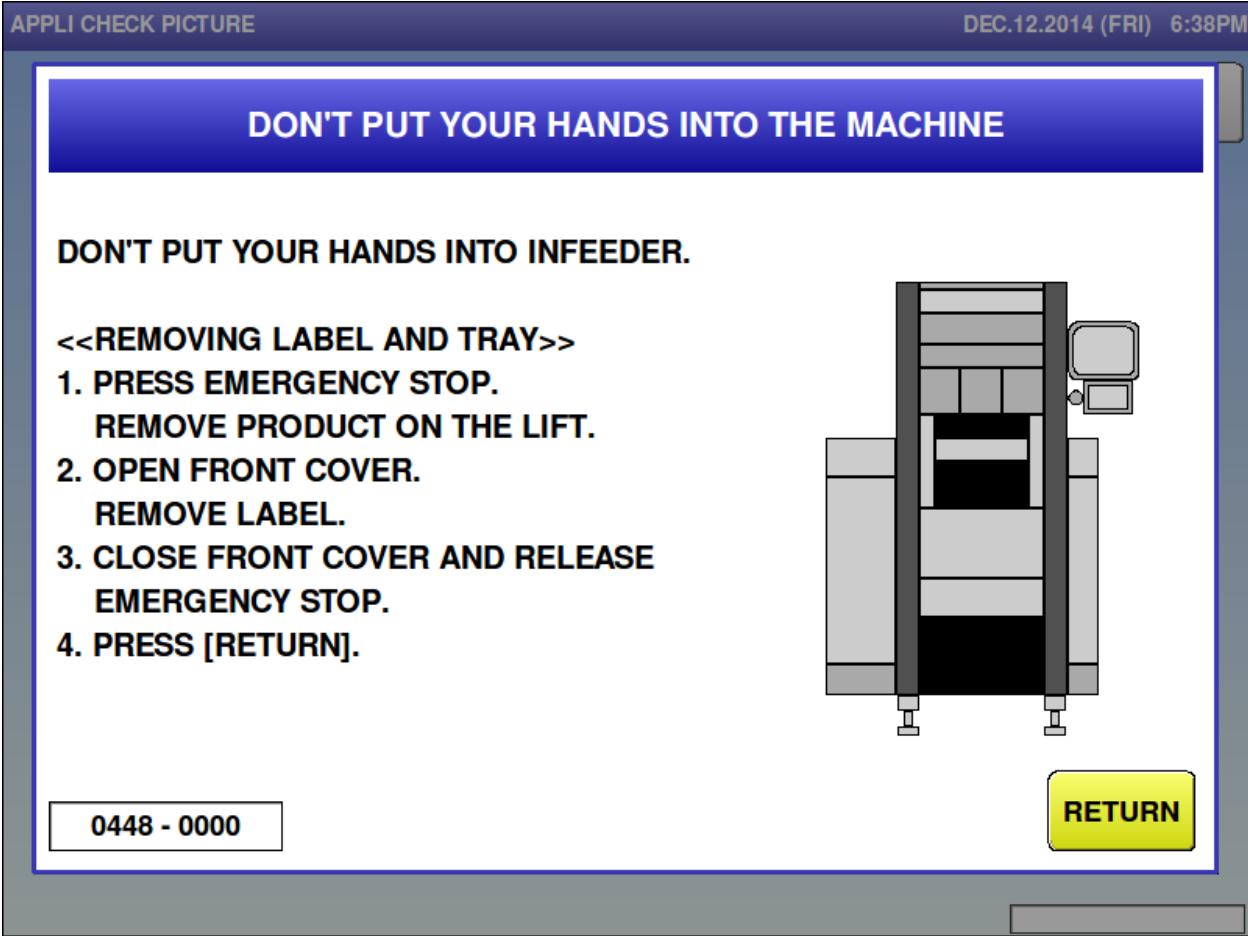 APPLI CHECK PICTURE DEC.12.2014 (FRI) 6:38PM
DON'T PUT YOUR HANDS INTO THE MACHINE
DON'T PUT YOUR HANDS INTO INFEEDER.
<<REMOVING LABEL AND TRAY>>
1. PRESS EMERGENCY STOP.
REMOVE PRODUCT ON THE LIFT.
2. OPEN FRONT COVER.
REMOVE LABEL.
3. CLOSE FRONT COVER AND RELEASE
EMERGENCY STOP.
4. PRESS [RETURN].
0448 - 0000
RETURN